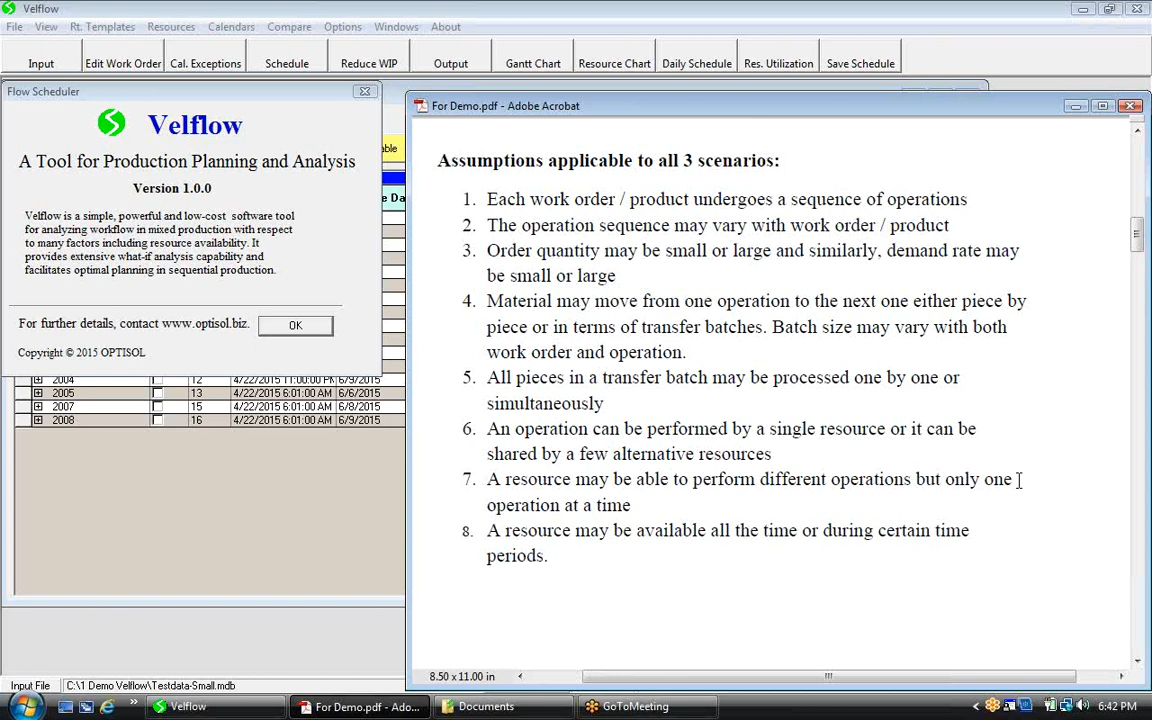 Velflow
File View Rt. Templates Resources Calendars Compare Options Windows About
Input Edit Work Order Cal. Exceptions Schedule Reduce WIP Output Gantt Chart Resource Chart Daily Schedule Res. Utilization Save Schedule
Flow Scheduler
Velflow
A Tool for Production Planning and Analysis
Version 1.0.0
Velflow is a simple, powerful and low-cost software tool
for analyzing workflow in mixed production with respect
to many factors including resource availability. It
provides extensive what-if analysis capability and
facilitates optimal planning in sequential production.
For further details, contact www.optisol.biz.
OK
Copyright © 2015 OPTISOL
able
e Da
2004 12 4/22/2015 11:00:00 PM 6/9/2015
2005 13 4/22/2015 6:01:00 AM 6/6/2015
2007 15 4/22/2015 6:01:00 AM 6/8/2015
2008 16 4/22/2015 6:01:00 AM 6/9/2015
Input File C:\1 Demo Velflow\Testdata-Small.mdb
For Demo.pdf - Adobe Acrobat
Assumptions applicable to all 3 scenarios:
1. Each work order / product undergoes a sequence of operations
2. The operation sequence may vary with work order / product
3. Order quantity may be small or large and similarly, demand rate may
be small or large
4. Material may move from one operation to the next one either piece by
piece or in terms of transfer batches. Batch size may vary with both
work order and operation.
5. All pieces in a transfer batch may be processed one by one or
simultaneously
6. An operation can be performed by a single resource or it can be
shared by a few alternative resources
7. A resource may be able to perform different operations but only one
operation at a time
8. A resource may be available all the time or during certain time
periods.
8.50 x 11.00 in
Velflow
For Demo.pdf - Ado...
Documents
GoToMeeting
6:42 PM